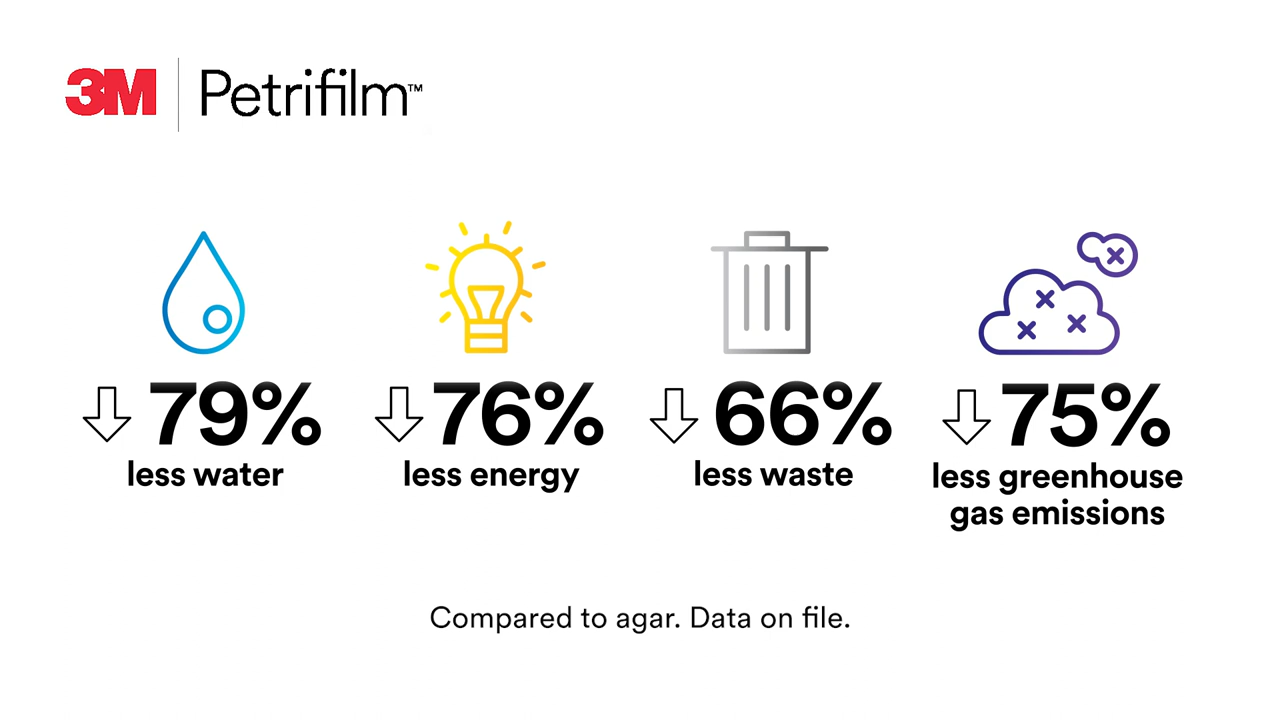 3M | Petrifilm™
79%
less water
76%
less energy
66%
less waste
75%
less greenhouse
gas emissions
Compared to agar. Data on file.